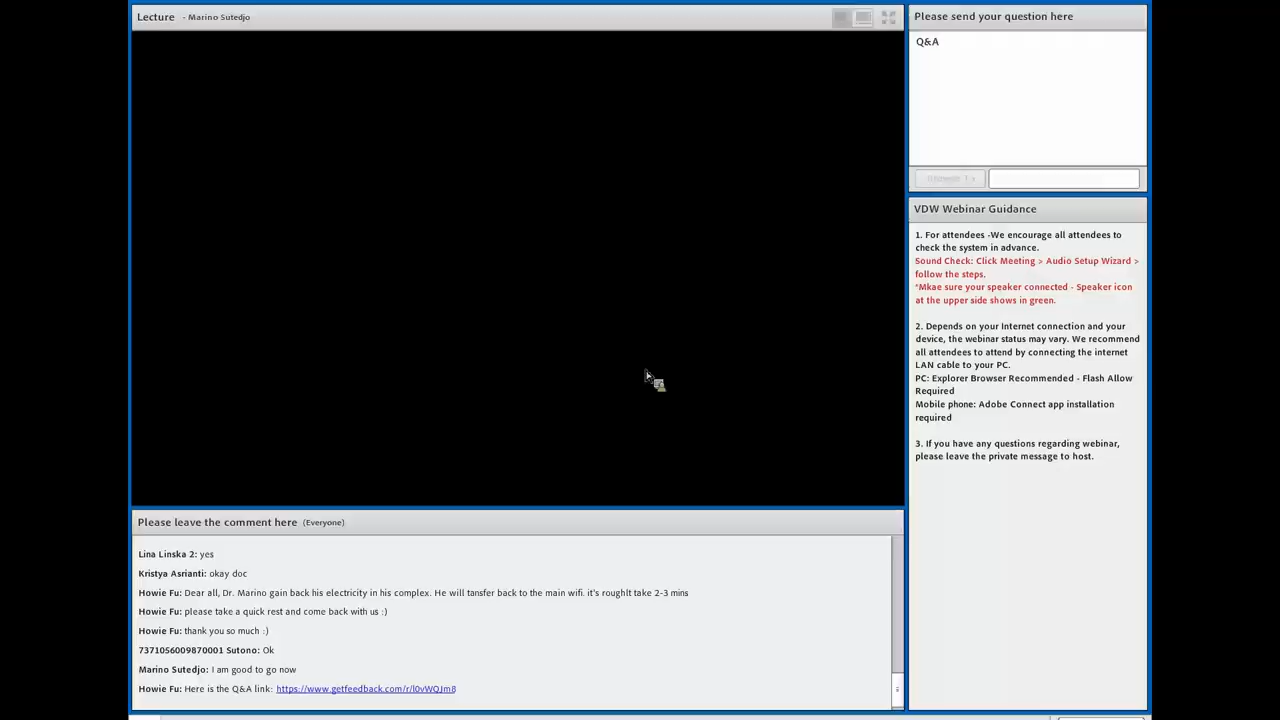 Lecture - Marino Sutedjo
Please send your question here
Q&A
VDW Webinar Guidance
1. For attendees -We encourage all attendees to
check the system in advance.
Sound Check: Click Meeting > Audio Setup Wizard >
follow the steps.
*Mkae sure your speaker connected - Speaker icon
at the upper side shows in green.
2. Depends on your Internet connection and your
device, the webinar status may vary. We recommend
all attendees to attend by connecting the internet
LAN cable to your PC.
PC: Explorer Browser Recommended - Flash Allow
Required
Mobile phone: Adobe Connect app installation
required
3. If you have any questions regarding webinar,
please leave the private message to host.
Please leave the comment here (Everyone)
Lina Linska 2: yes
Kristya Asrianti: okay doc
Howie Fu: Dear all, Dr. Marino gain back his electricity in his complex. He will tansfer back to the main wifi. it's roughlt take 2-3 mins
Howie Fu: please take a quick rest and come back with us :)
Howie Fu: thank you so much :)
7371056009870001 Sutono: Ok
Marino Sutedjo: I am good to go now
Howie Fu: Here is the Q&A link: